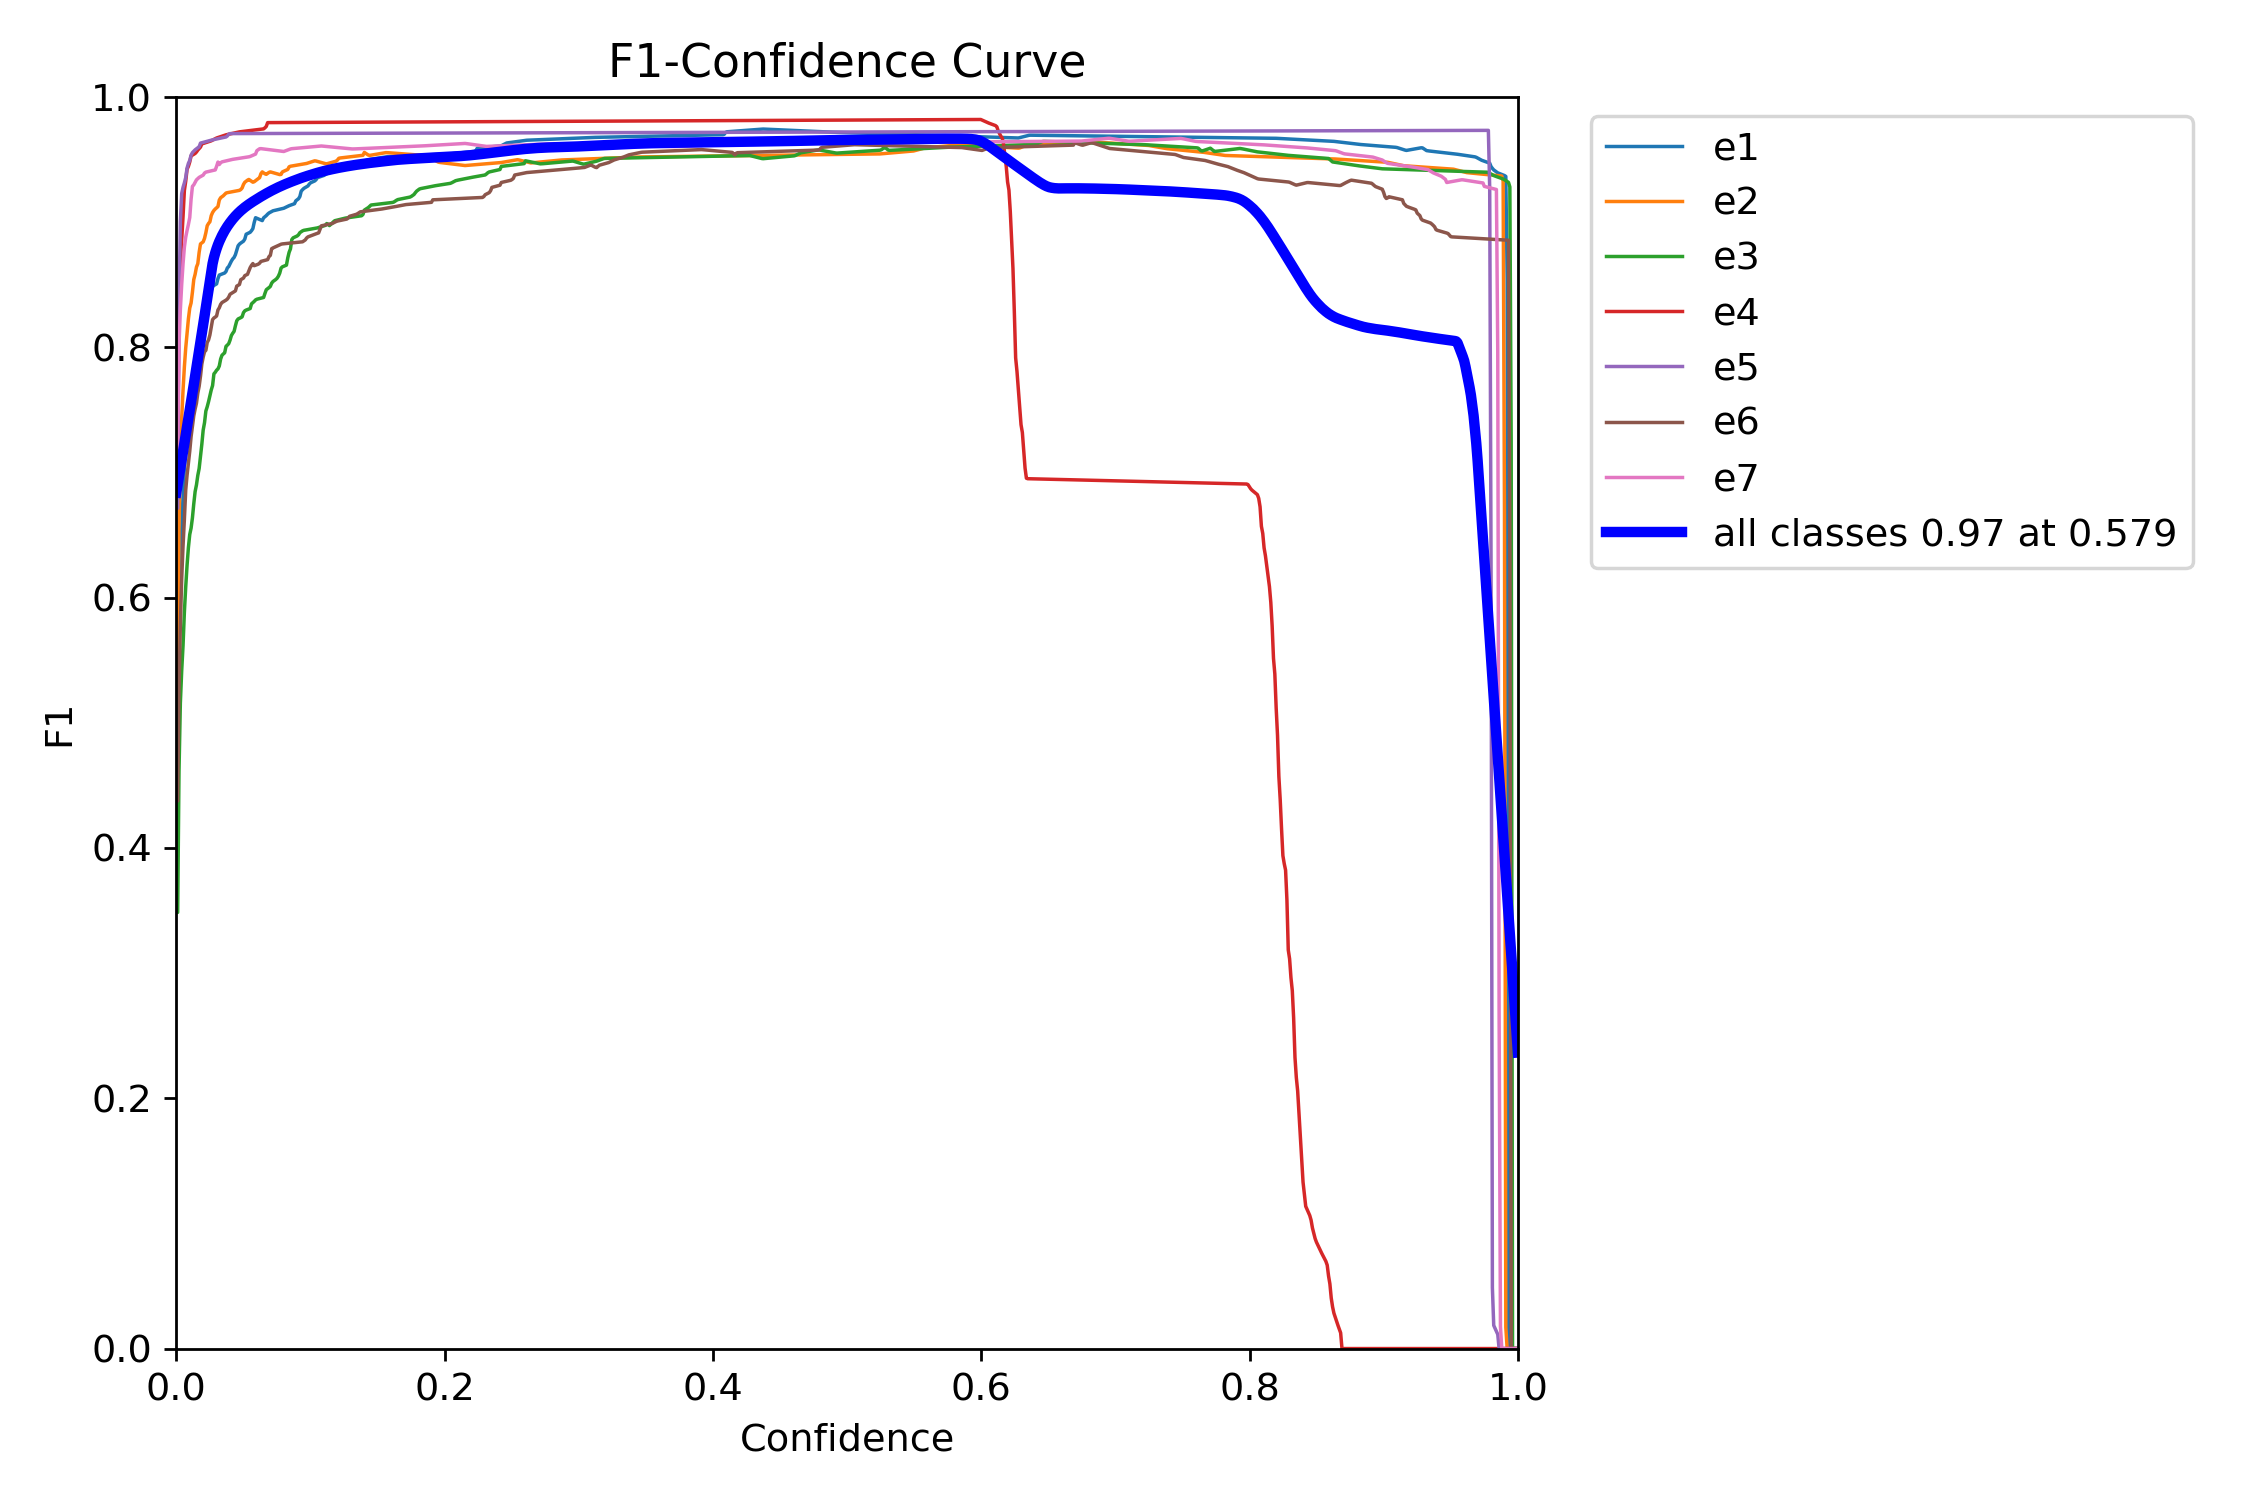 F1-Confidence Curve
1.0
0.8
0.6
0.4
0.2
0.0
F1
0.0 0.2 0.4 0.6 0.8 1.0
Confidence
e1
e2
e3
e4
e5
e6
e7
all classes 0.97 at 0.579